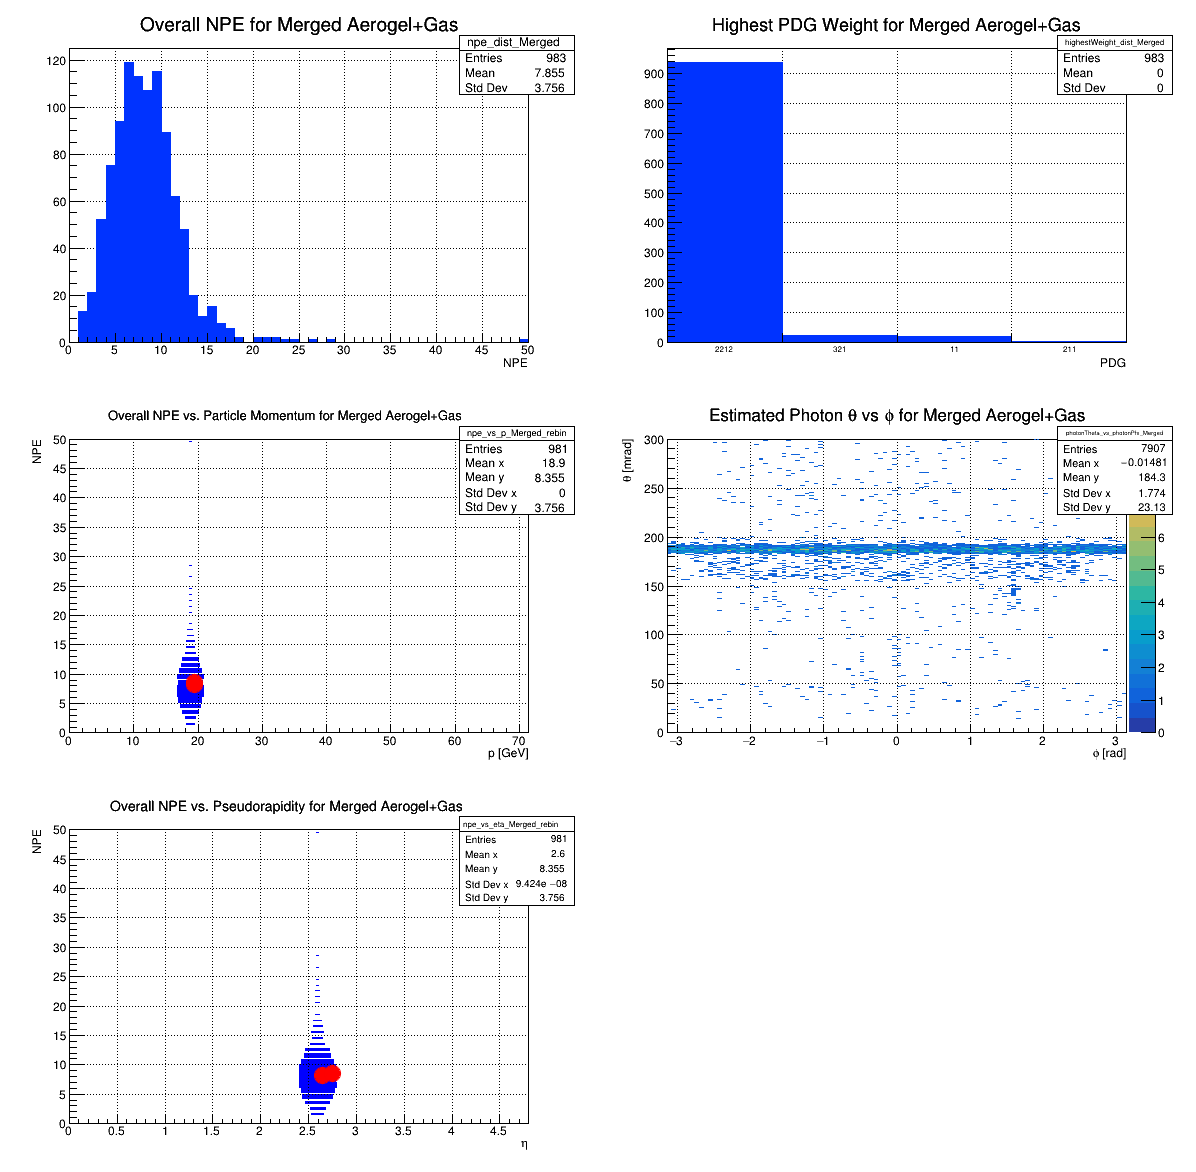 Overall NPE for Merged Aerogel+Gas
npe_dist_Merged
Entries 983
Mean 7.855
Std Dev 3.756
120
100
80
60
40
20
0
0 5 10 15 20 25 30 35 40 45 50
NPE
Highest PDG Weight for Merged Aerogel+Gas
highestWeight_dist_Merged
Entries 983
Mean 0
Std Dev 0
900
800
700
600
500
400
300
200
100
0
2212 321 11 211
PDG
Overall NPE vs. Particle Momentum for Merged Aerogel+Gas
npe_vs_p_Merged_rebin
Entries 981
Mean x 18.9
Mean y 8.355
Std Dev x 0
Std Dev y 3.756
NPE
50
45
40
35
30
25
20
15
10
5
0
0 10 20 30 40 50 60 70
p [GeV]
Estimated Photon θ vs ϕ for Merged Aerogel+Gas
photonTheta_vs_photonPhi_Merged
Entries 7907
Mean x −0.01481
Mean y 184.3
Std Dev x 1.774
Std Dev y 23.13
θ [mrad]
300
250
200
150
100
50
0
−3 −2 −1 0 1 2 3
ϕ [rad]
6
5
4
3
2
1
0
Overall NPE vs. Pseudorapidity for Merged Aerogel+Gas
npe_vs_eta_Merged_rebin
Entries 981
Mean x 2.6
Mean y 8.355
Std Dev x 9.424e −08
Std Dev y 3.756
NPE
50
45
40
35
30
25
20
15
10
5
0
0 0.5 1 1.5 2 2.5 3 3.5 4 4.5
η